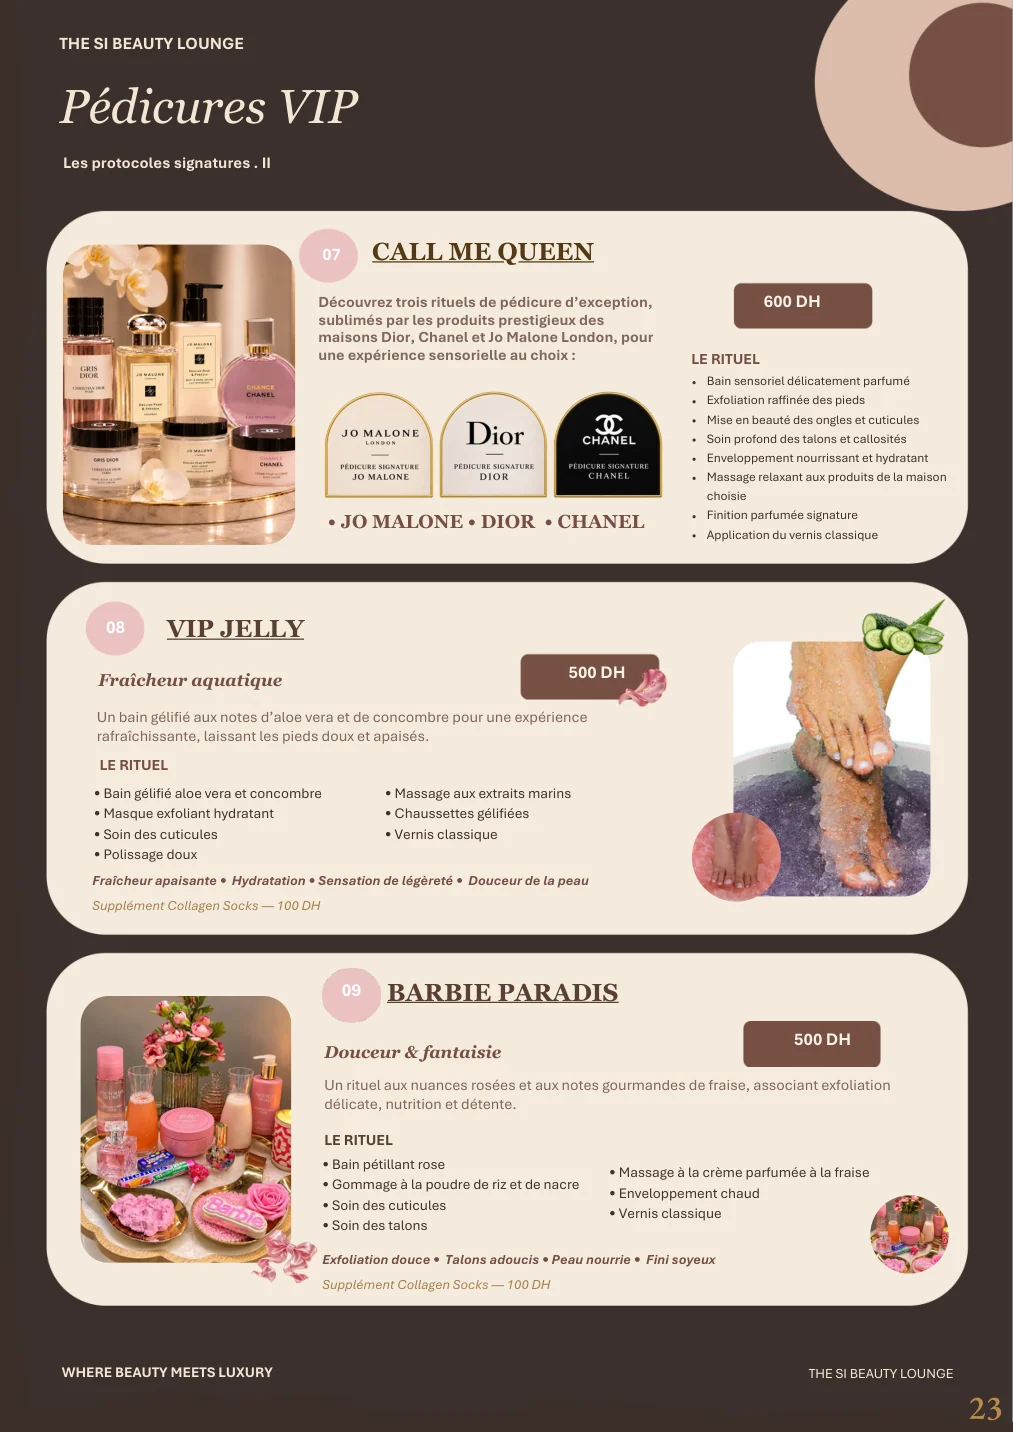 THE SI BEAUTY LOUNGE
Pédicures VIP
Les protocoles signatures . II
07
CALL ME QUEEN
Découvrez trois rituels de pédicure d’exception,
sublimés par les produits prestigieux des
maisons Dior, Chanel et Jo Malone London, pour
une expérience sensorielle au choix :
GRIS
DIOR
JO MALONE
JO MALONE
CHANCE
CHANEL
GRIS DIOR
JO MALONE
LONDON
PÉDICURE SIGNATURE
JO MALONE
Dior
PÉDICURE SIGNATURE
DIOR
CHANEL
PÉDICURE SIGNATURE
CHANEL
• JO MALONE • DIOR • CHANEL
600 DH
LE RITUEL
• Bain sensoriel délicatement parfumé
• Exfoliation raffinée des pieds
• Mise en beauté des ongles et cuticules
• Soin profond des talons et callosités
• Enveloppement nourrissant et hydratant
• Massage relaxant aux produits de la maison
choisie
• Finition parfumée signature
• Application du vernis classique
08
VIP JELLY
Fraîcheur aquatique
500 DH
Un bain gélifié aux notes d’aloe vera et de concombre pour une expérience
rafraîchissante, laissant les pieds doux et apaisés.
LE RITUEL
• Bain gélifié aloe vera et concombre
• Masque exfoliant hydratant
• Soin des cuticules
• Polissage doux
• Massage aux extraits marins
• Chaussettes gélifiées
• Vernis classique
Fraîcheur apaisante • Hydratation • Sensation de légèreté • Douceur de la peau
Supplément Collagen Socks — 100 DH
09
BARBIE PARADIS
Douceur & fantaisie
500 DH
Un rituel aux nuances rosées et aux notes gourmandes de fraise, associant exfoliation
délicate, nutrition et détente.
LE RITUEL
• Bain pétillant rose
• Gommage à la poudre de riz et de nacre
• Soin des cuticules
• Soin des talons
• Massage à la crème parfumée à la fraise
• Enveloppement chaud
• Vernis classique
Barbie
Exfoliation douce • Talons adoucis • Peau nourrie • Fini soyeux
Supplément Collagen Socks — 100 DH
WHERE BEAUTY MEETS LUXURY
THE SI BEAUTY LOUNGE
23